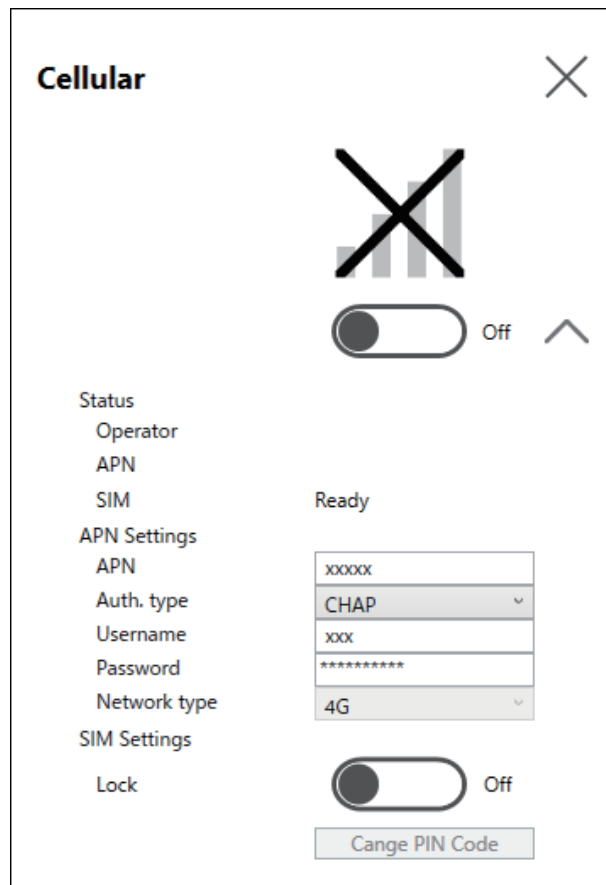 Cellular
Off
Status
Operator
APN
SIM Ready
APN Settings
APN xxxxx
Auth. type CHAP
Username xxx
Password **********
Network type 4G
SIM Settings
Lock Off
Cange PIN Code